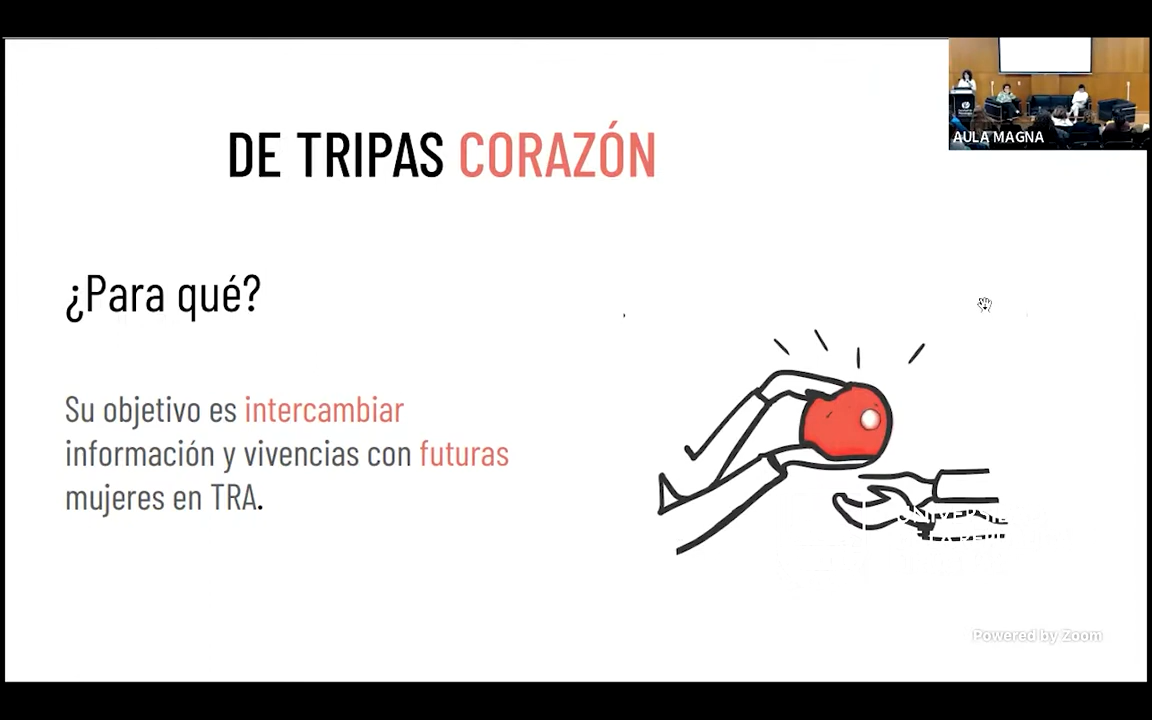 DE TRIPAS CORAZÓN
AULA MAGNA
¿Para qué?
Su objetivo es intercambiar
información y vivencias con futuras
mujeres en TRA.
Powered by Zoom